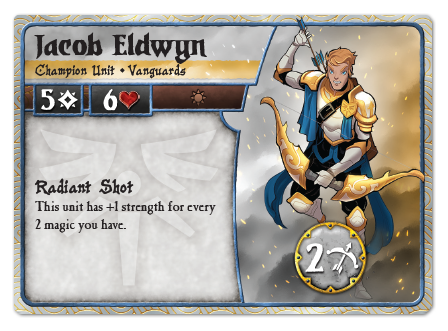 Jacob Eldwyn
Champion Unit • Vanguards
5 6
Radiant Shot
This unit has +1 strength for every
2 magic you have.
2